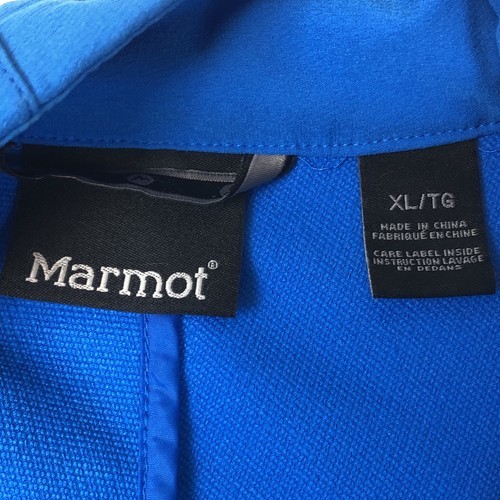 Marmot®
XL/TG
MADE IN CHINA
FABRIQUÉ EN CHINE
CARE LABEL INSIDE
INSTRUCTION LAVAGE
EN DEDANS